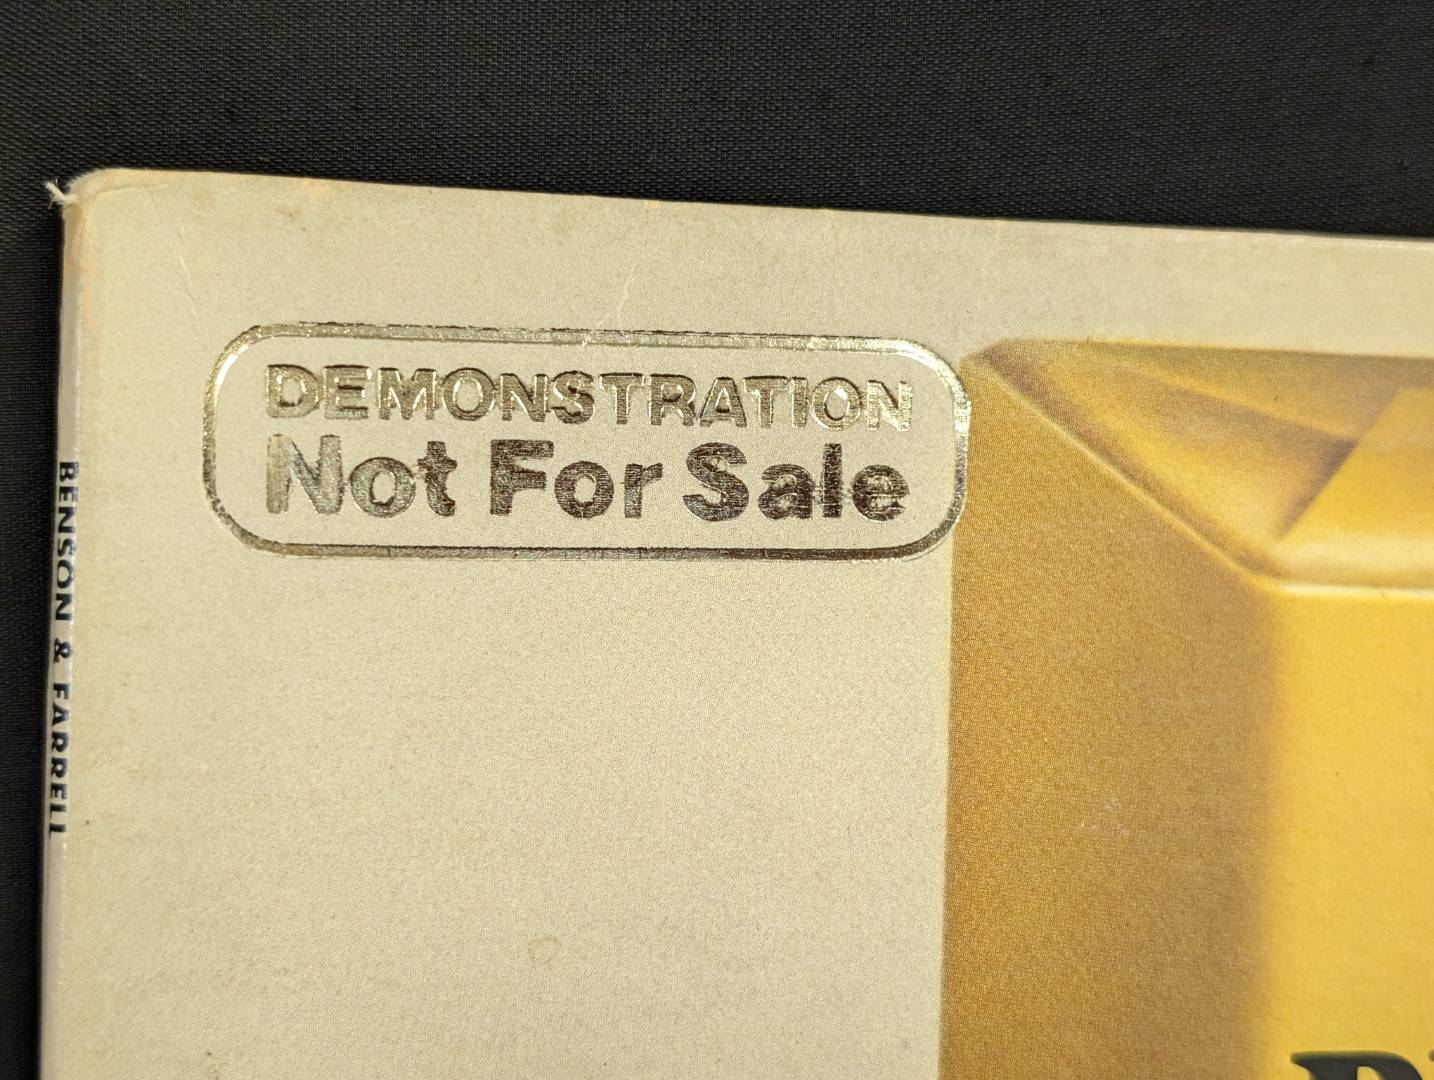 DEMONSTRATION
Not For Sale
BENSON & FARRELL